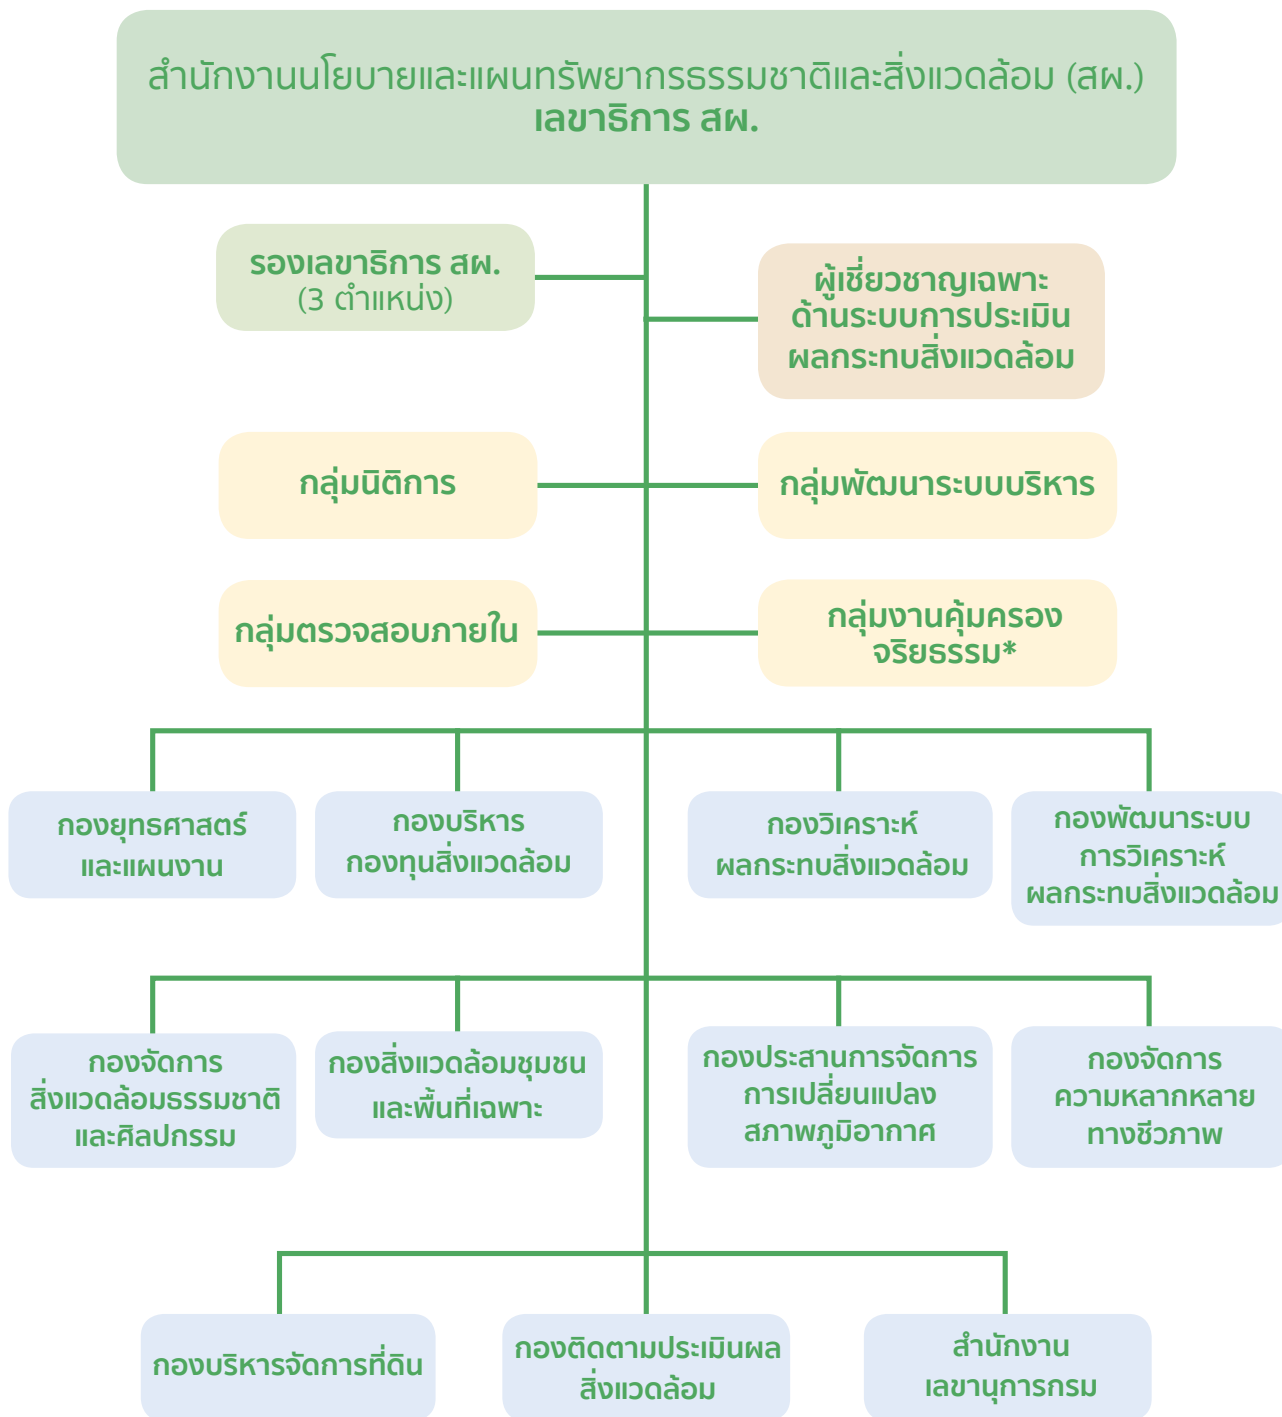 สำนักงานนโยบายและแผนทรัพยากรธรรมชาติและสิ่งแวดล้อม (สผ.)
เลขาธิการ สผ.
รองเลขาธิการ สผ.
(3 ตำแหน่ง)
ผู้เชี่ยวชาญเฉพาะ
ด้านระบบการประเมิน
ผลกระทบสิ่งแวดล้อม
กลุ่มนิติการ
กลุ่มพัฒนาระบบบริหาร
กลุ่มตรวจสอบภายใน
กลุ่มงานคุ้มครอง
จริยธรรม*
กองยุทธศาสตร์
และแผนงาน
กองบริหาร
กองทุนสิ่งแวดล้อม
กองวิเคราะห์
ผลกระทบสิ่งแวดล้อม
กองพัฒนาระบบ
การวิเคราะห์
ผลกระทบสิ่งแวดล้อม
กองจัดการ
สิ่งแวดล้อมธรรมชาติ
และศิลปกรรม
กองสิ่งแวดล้อมชุมชน
และพื้นที่เฉพาะ
กองประสานการจัดการ
การเปลี่ยนแปลง
สภาพภูมิอากาศ
กองจัดการ
ความหลากหลาย
ทางชีวภาพ
กองบริหารจัดการที่ดิน
กองติดตามประเมินผล
สิ่งแวดล้อม
สำนักงาน
เลขานุการกรม